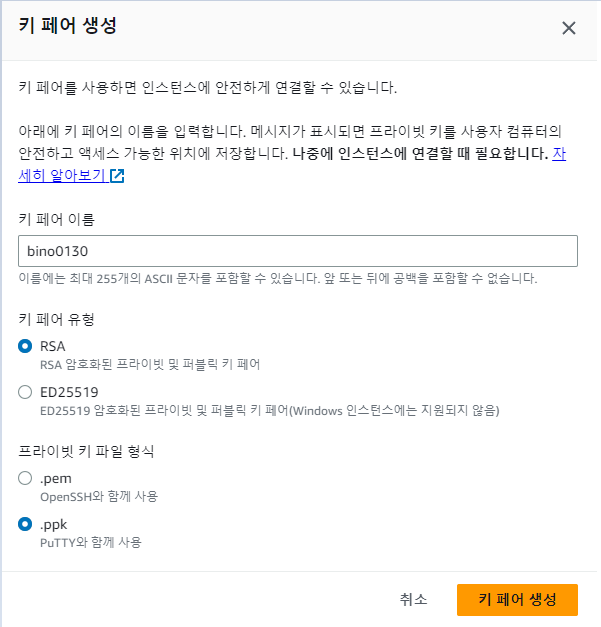 키 페어 생성
키 페어를 사용하면 인스턴스에 안전하게 연결할 수 있습니다.
아래에 키 페어의 이름을 입력합니다. 메시지가 표시되면 프라이빗 키를 사용자 컴퓨터의
안전하고 액세스 가능한 위치에 저장합니다. 나중에 인스턴스에 연결할 때 필요합니다. 자
세히 알아보기
키 페어 이름
bino0130
이름에는 최대 255개의 ASCII 문자를 포함할 수 있습니다. 앞 또는 뒤에 공백을 포함할 수 없습니다.
키 페어 유형
RSA
RSA 암호화된 프라이빗 및 퍼블릭 키 페어
ED25519
ED25519 암호화된 프라이빗 및 퍼블릭 키 페어(Windows 인스턴스에는 지원되지 않음)
프라이빗 키 파일 형식
.pem
OpenSSH와 함께 사용
.ppk
PuTTY와 함께 사용
취소 키 페어 생성